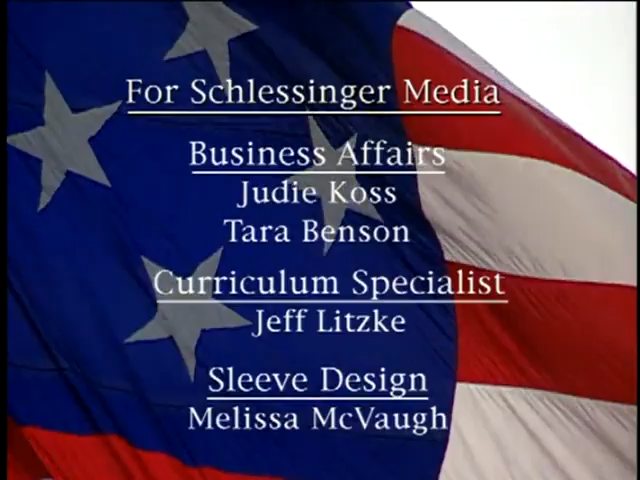 For Schlessinger Media
Business Affairs
Judie Koss
Tara Benson
Curriculum Specialist
Jeff Litzke
Sleeve Design
Melissa McVaugh